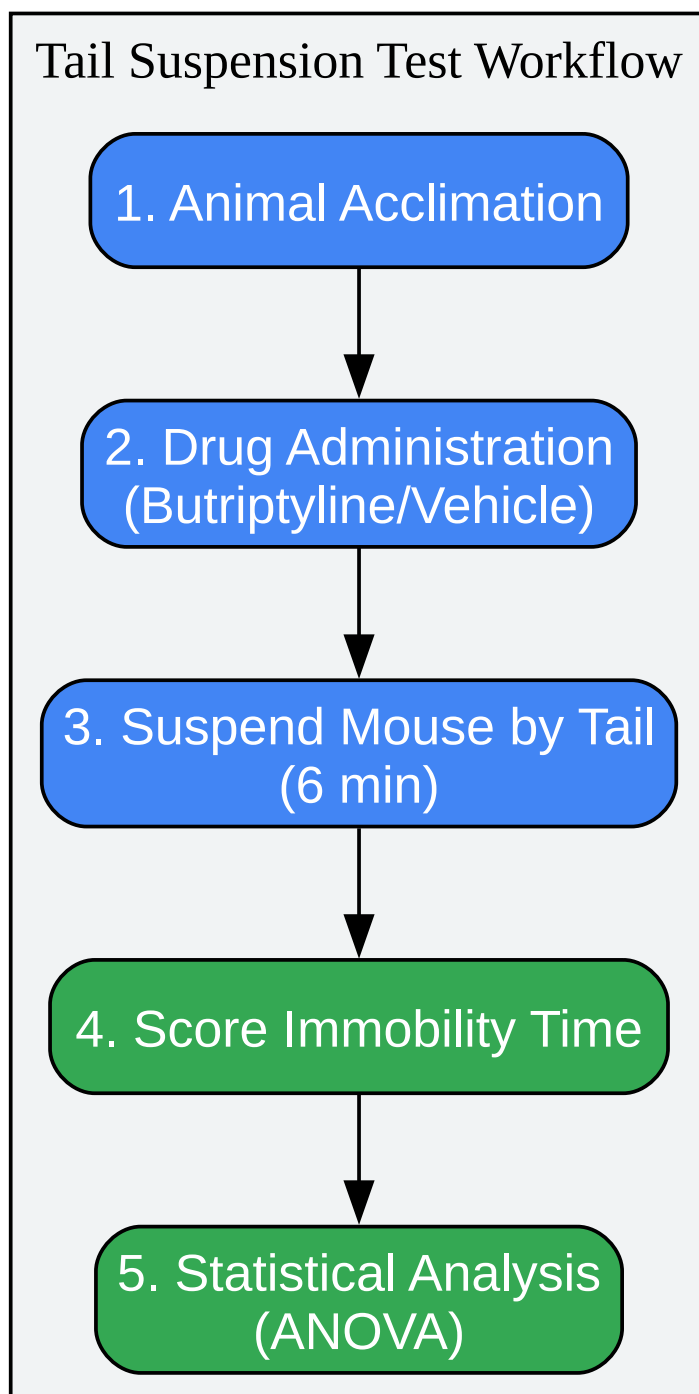 Tail Suspension Test Workflow
1. Animal Acclimation
2. Drug Administration
(Butriptyline/Vehicle)
3. Suspend Mouse by Tail
(6 min)
4. Score Immobility Time
5. Statistical Analysis
(ANOVA)